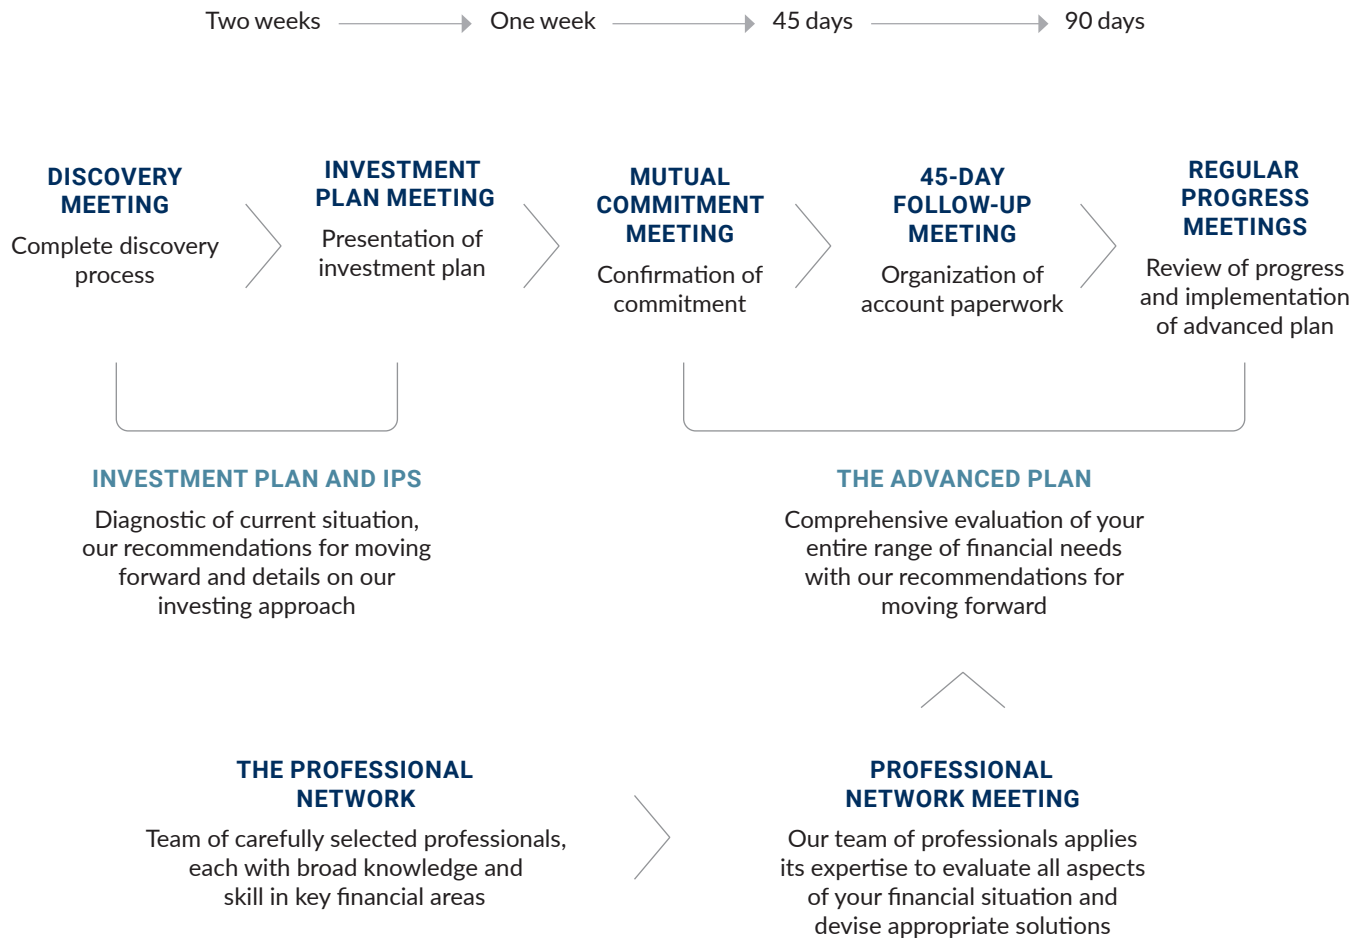 Two weeks
One week
45 days
90 days
DISCOVERY
MEETING
Complete discovery
process
INVESTMENT
PLAN MEETING
Presentation of
investment plan
MUTUAL
COMMITMENT
MEETING
Confirmation of
commitment
45-DAY
FOLLOW-UP
MEETING
Organization of
account paperwork
REGULAR
PROGRESS
MEETINGS
Review of progress
and implementation
of advanced plan
INVESTMENT PLAN AND IPS
Diagnostic of current situation,
our recommendations for moving
forward and details on our
investing approach
THE ADVANCED PLAN
Comprehensive evaluation of your
entire range of financial needs
with our recommendations for
moving forward
THE PROFESSIONAL
NETWORK
Team of carefully selected professionals,
each with broad knowledge and
skill in key financial areas
PROFESSIONAL
NETWORK MEETING
Our team of professionals applies
its expertise to evaluate all aspects
of your financial situation and
devise appropriate solutions